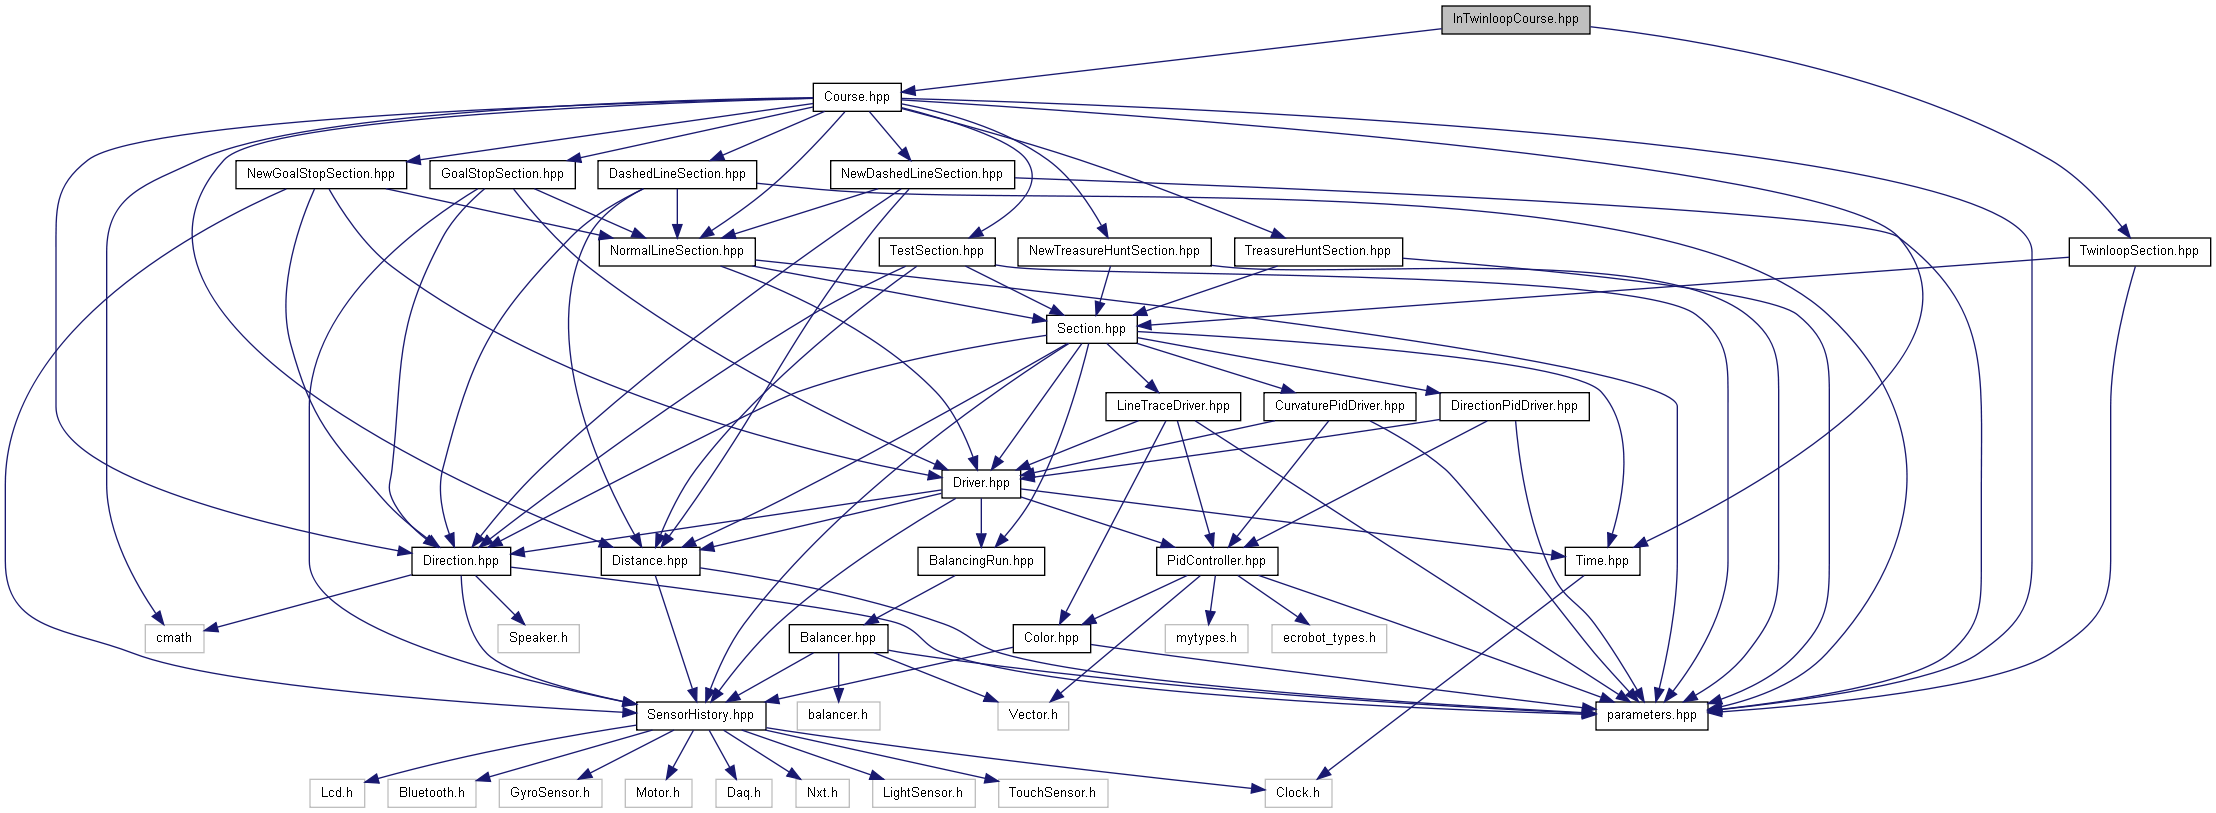 InTwinloopCourse.hpp
Course.hpp
NewGoalStopSection.hpp
GoalStopSection.hpp
DashedLineSection.hpp
NewDashedLineSection.hpp
NormalLineSection.hpp
TestSection.hpp
NewTreasureHuntSection.hpp
TreasureHuntSection.hpp
TwinloopSection.hpp
Section.hpp
LineTraceDriver.hpp
CurvaturePidDriver.hpp
DirectionPidDriver.hpp
Driver.hpp
Direction.hpp
Distance.hpp
BalancingRun.hpp
PidController.hpp
Time.hpp
cmath
Speaker.h
Balancer.hpp
Color.hpp
mytypes.h
ecrobot_types.h
SensorHistory.hpp
balancer.h
Vector.h
parameters.hpp
Lcd.h
Bluetooth.h
GyroSensor.h
Motor.h
Daq.h
Nxt.h
LightSensor.h
TouchSensor.h
Clock.h